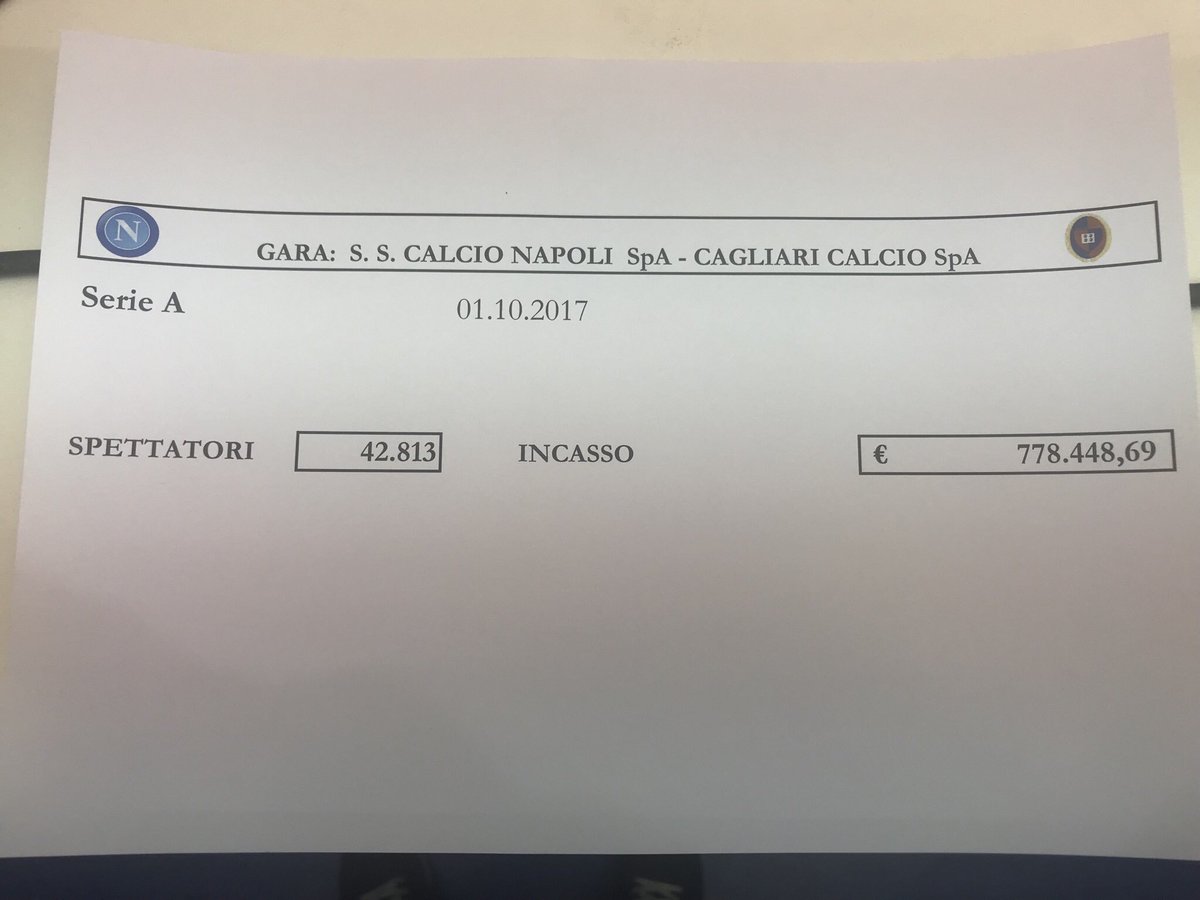 N
GARA: S. S. CALCIO NAPOLI SpA - CAGLIARI CALCIO SpA
Serie A 01.10.2017
SPETTATORI 42.813 INCASSO € 778.448,69